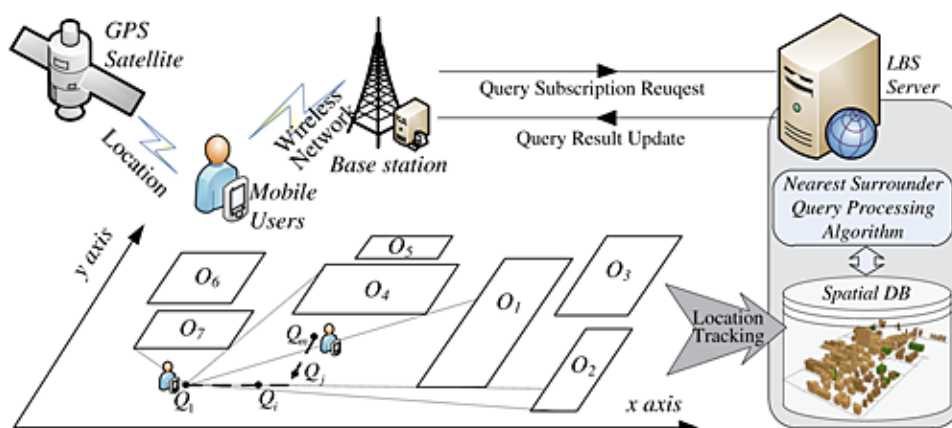 GPS
Satellite
Location
Wireless
Network
Mobile
Users
Base station
Query Subscription Reuqest
Query Result Update
LBS
Server
Nearest Surrounder
Query Processing
Algorithm
Spatial DB
Location
Tracking
y axis
x axis
O6
O7
O5
O4
O1
O3
O2
Qm
Qj
Q1
Qi